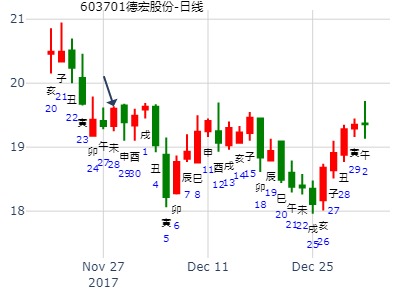 603701德宏股份-日线
21
20
19
18
亥
20
子
21
丑
22
寅
23
卯
24
午
27
未
28
申
29
酉
30
戌
1
丑
4
寅
5
卯
6
辰
7
巳
8
申
11
酉
12
戌
13
亥
14
子
15
卯
18
辰
19
巳
20
午
21
未
22
戌
25
亥
26
子
27
丑
28
寅
29
午
2
Nov 27
2017
Dec 11
Dec 25